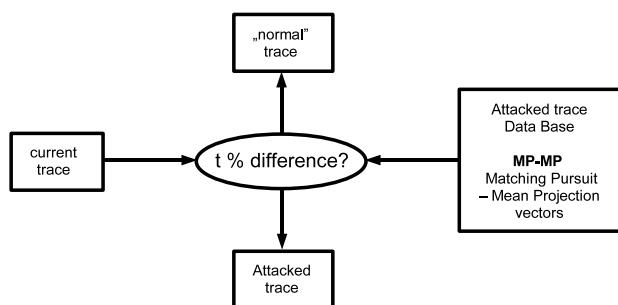 „normal”
trace
current
trace
t % difference?
Attacked trace
Data Base
MP-MP
Matching Pursuit
– Mean Projection
vectors
Attacked
trace